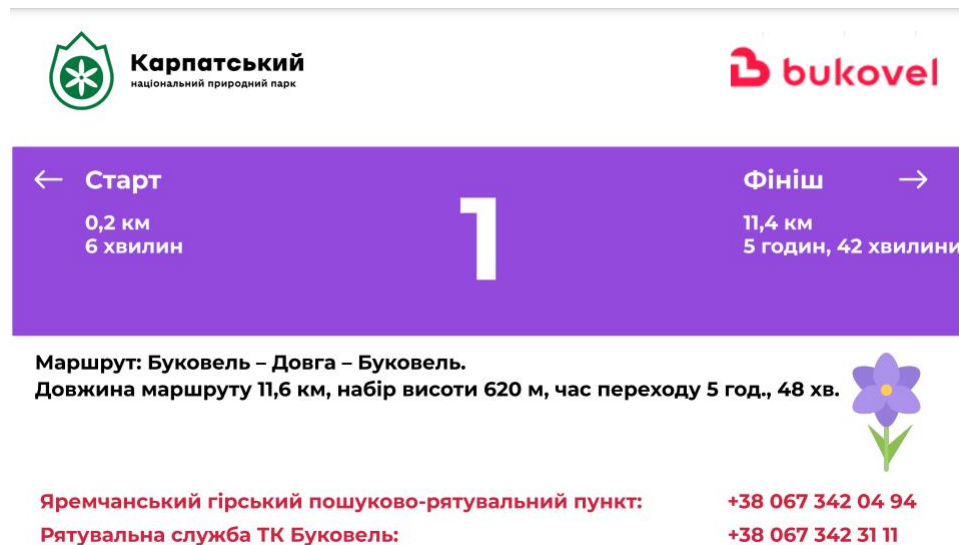 Карпатський
національний природний парк
bukovel
← Старт
0,2 км
6 хвилин
1
Фініш →
11,4 км
5 годин, 42 хвилини
Маршрут: Буковель – Довга – Буковель.
Довжина маршруту 11,6 км, набір висоти 620 м, час переходу 5 год., 48 хв.
Яремчанський гірський пошуково-рятувальний пункт: +38 067 342 04 94
Рятувальна служба ТК Буковель: +38 067 342 31 11